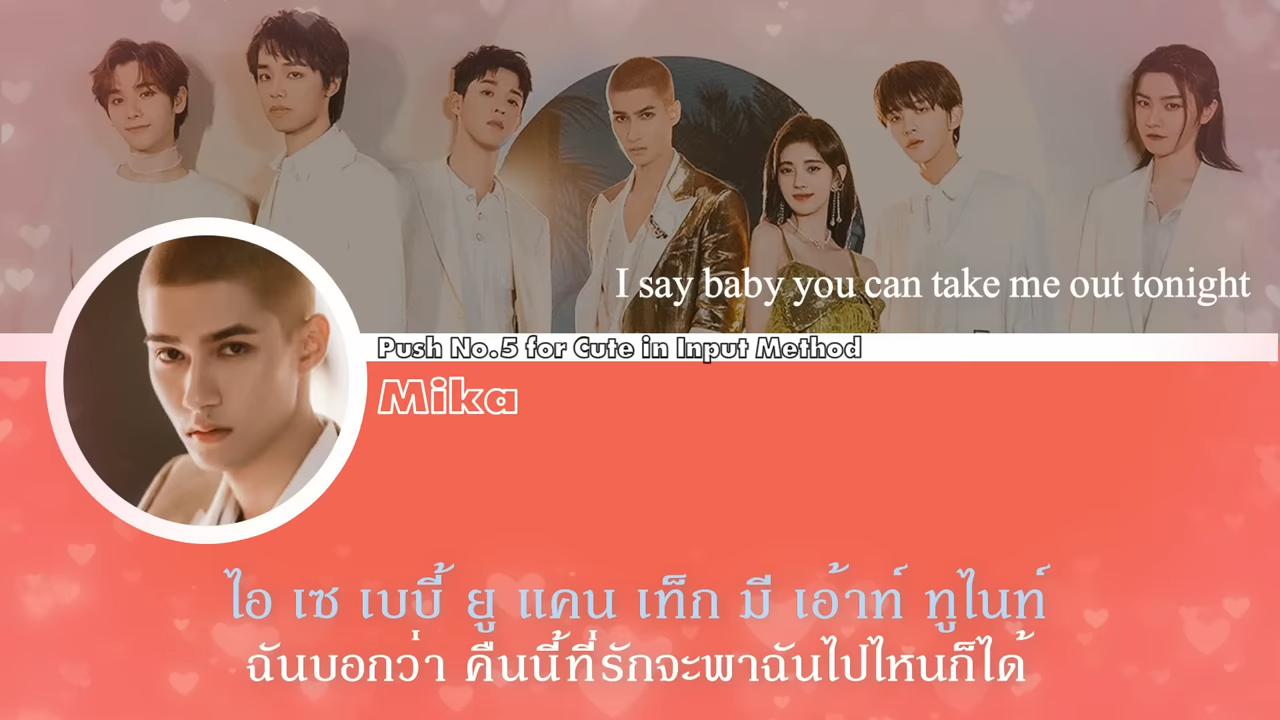 I say baby you can take me out tonight
Push No.5 for Cute in Input Method
Mika
ไอ เซ เบบี้ ยู แคน เท็ก มี เอ้าท์ ทูไนท์
ฉันบอกว่า คืนนี้ที่รักจะพาฉันไปไหนก็ได้